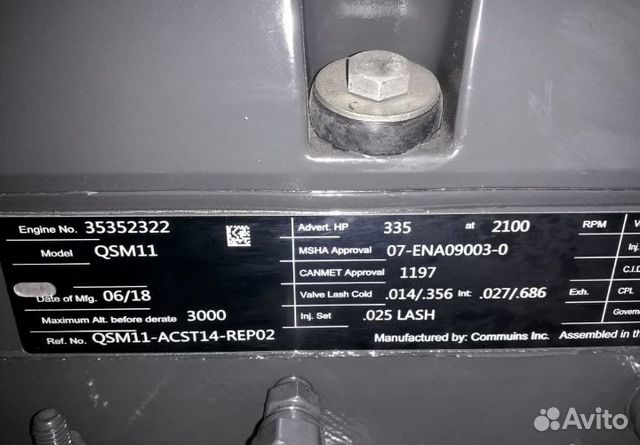 Engine No. 35352322
Model QSM11
Date of Mfg. 06/18
Maximum Alt. before derate 3000
Ref. No. QSM11-ACST14-REP02
Advert. HP 335 at 2100 RPM
MSHA Approval 07-ENA09003-0
CANMET Approval 1197
Valve Lash Cold .014/.356 Int: .027/.686 Exh.
Inj. Set .025 LASH
Manufactured by: Commuins Inc. Assembled in the
Inj.
C.I.D
CPL
Governe
Avito